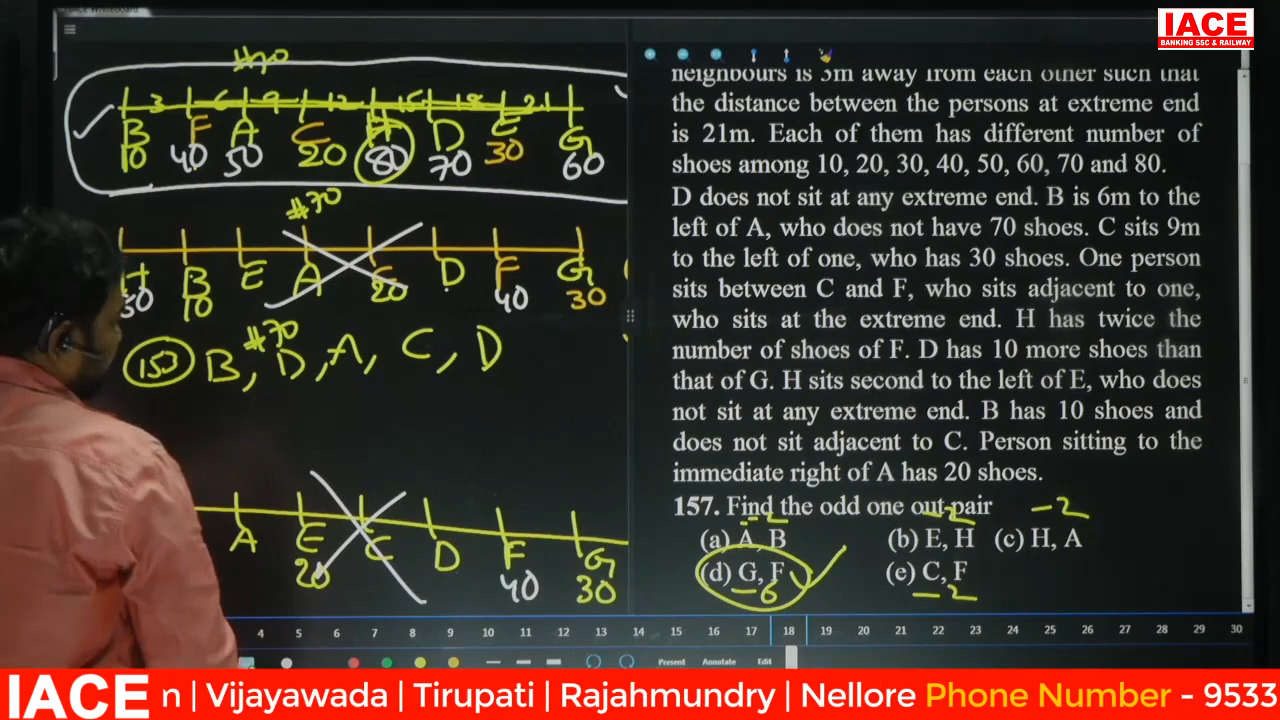 IACE
BANKING SSC & RAILWAY
#70
3 6 9 12 15 18 21
B F A C H D E G
10 40 50 20 80 70 30 60
#70
B E A C D F G
50 10 20 40 30
#70
153 B, D, A, C, D
A E C D F G
20 40 30
neighbours is 3m away from each other such that
the distance between the persons at extreme end
is 21m. Each of them has different number of
shoes among 10, 20, 30, 40, 50, 60, 70 and 80.
D does not sit at any extreme end. B is 6m to the
left of A, who does not have 70 shoes. C sits 9m
to the left of one, who has 30 shoes. One person
sits between C and F, who sits adjacent to one,
who sits at the extreme end. H has twice the
number of shoes of F. D has 10 more shoes than
that of G. H sits second to the left of E, who does
not sit at any extreme end. B has 10 shoes and
does not sit adjacent to C. Person sitting to the
immediate right of A has 20 shoes.
157. Find the odd one out pair
-2 -2 -2
(a) A, B (b) E, H (c) H, A
(d) G, F (e) C, F
-6 -2
4 5 6 7 8 9 10 11 12 13 14 15 16 17 18 19 20 21 22 23 24 25 26 27 28 29 30
Present Annotate Edit
IACE n | Vijayawada | Tirupati | Rajahmundry | Nellore Phone Number - 9533